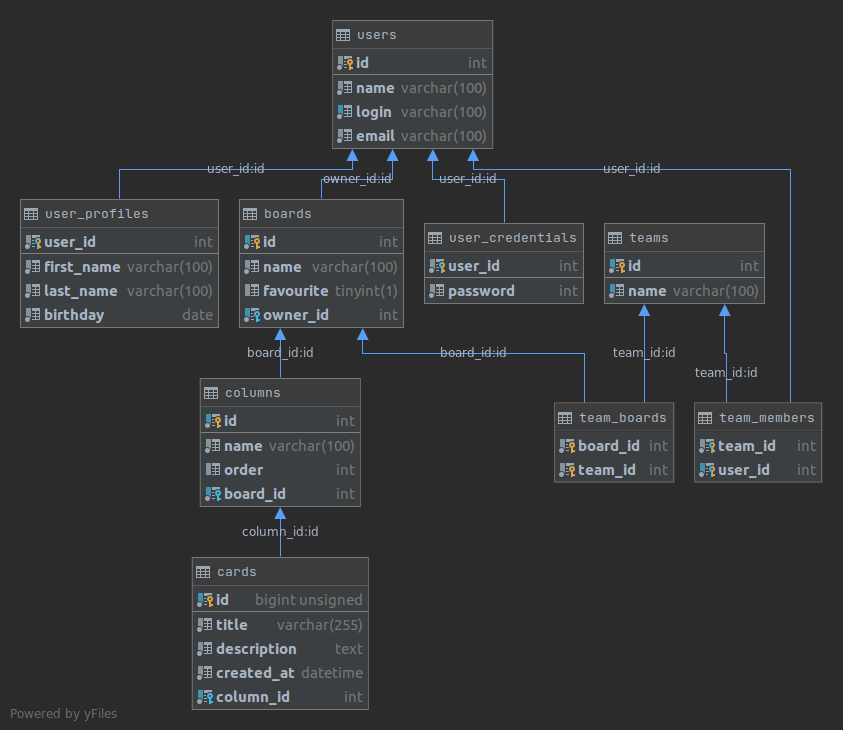 users
id int
name varchar(100)
login varchar(100)
email varchar(100)
user_id:id
owner_id:id
user_id:id
user_id:id
user_profiles
user_id int
first_name varchar(100)
last_name varchar(100)
birthday date
boards
id int
name varchar(100)
favourite tinyint(1)
owner_id int
user_credentials
user_id int
password int
teams
id int
name varchar(100)
board_id:id
board_id:id
team_id:id
team_id:id
columns
id int
name varchar(100)
order int
board_id int
team_boards
board_id int
team_id int
team_members
team_id int
user_id int
column_id:id
cards
id bigint unsigned
title varchar(255)
description text
created_at datetime
column_id int
Powered by yFiles